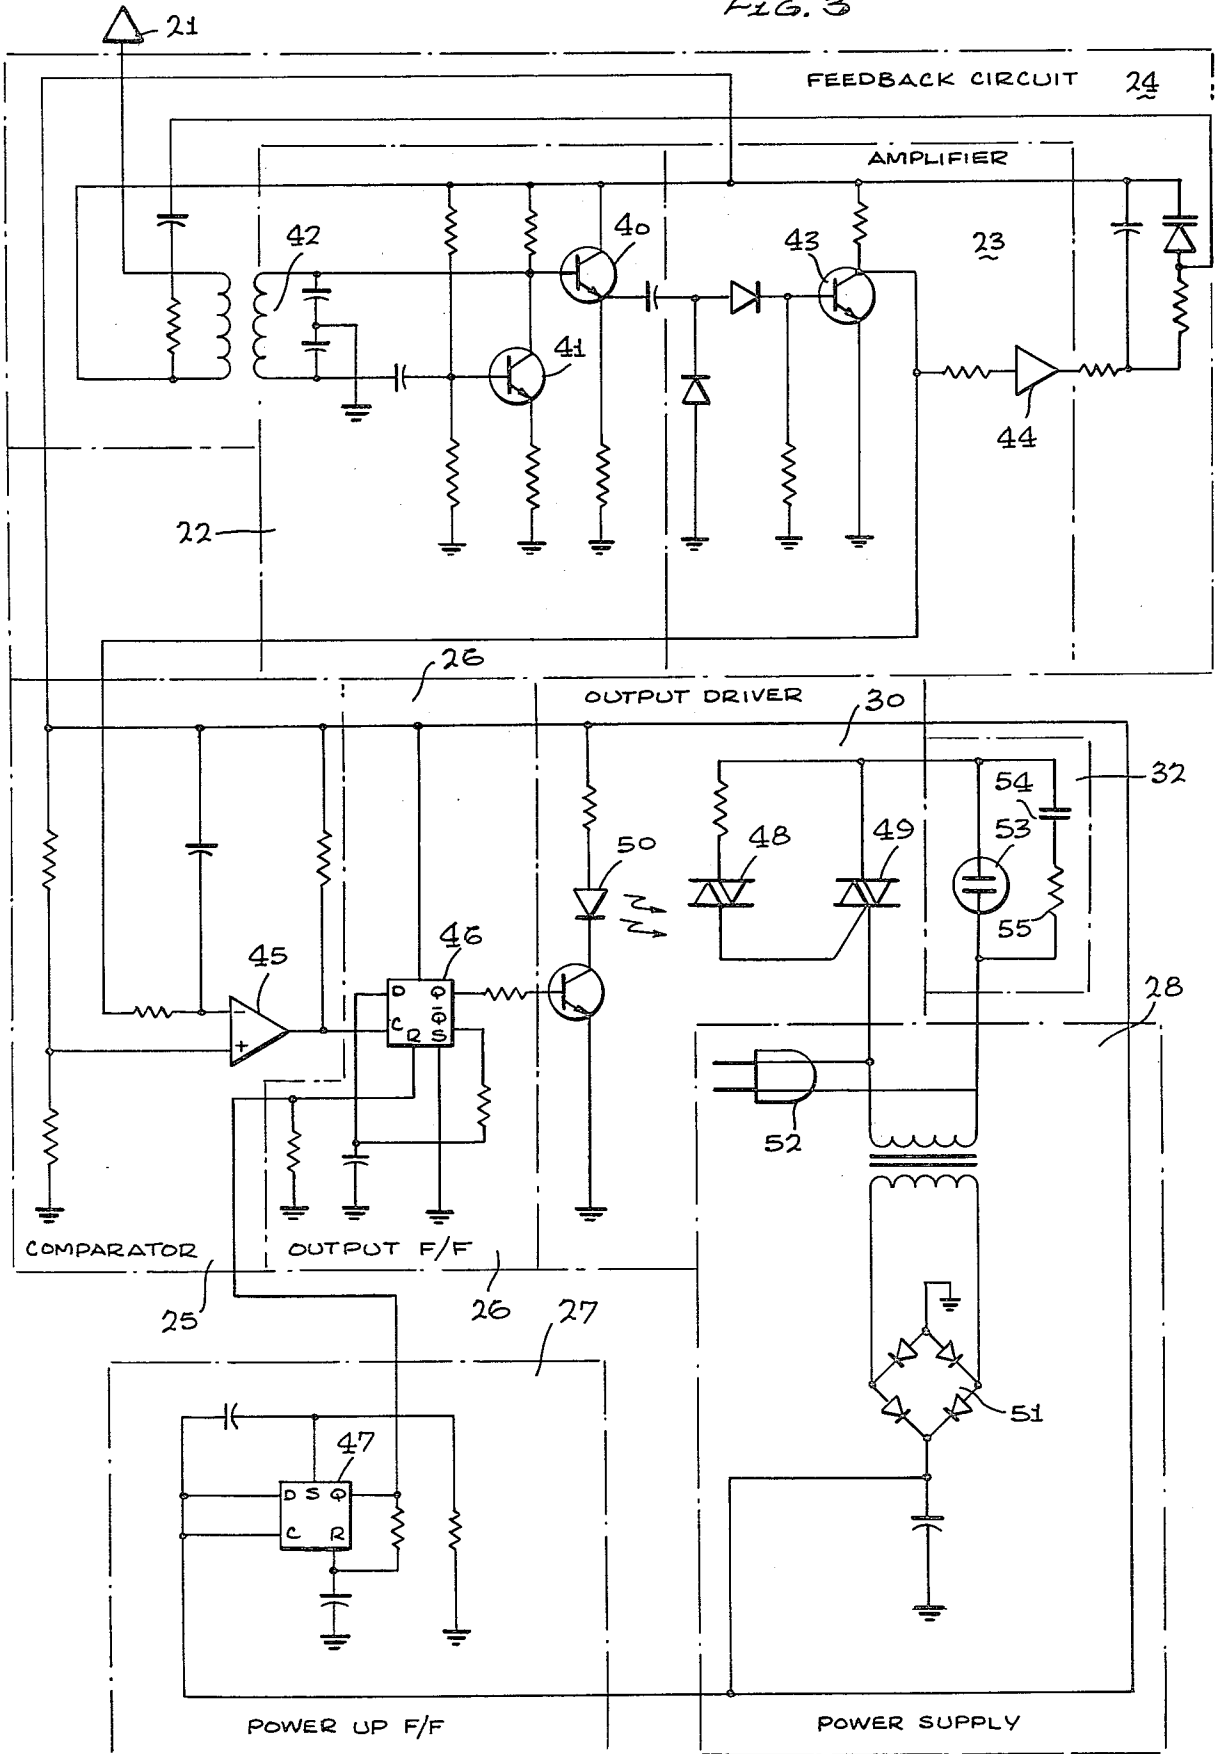 FIG. 3
21
FEEDBACK CIRCUIT 24
AMPLIFIER
42
40
43
23
41
44
22
26
OUTPUT DRIVER
30
32
54
53
48
49
50
55
46
45
D Q
C Q̅
R S
28
52
COMPARATOR
OUTPUT F/F
25
26
27
51
47
D S Q
C R
POWER UP F/F
POWER SUPPLY
-
+